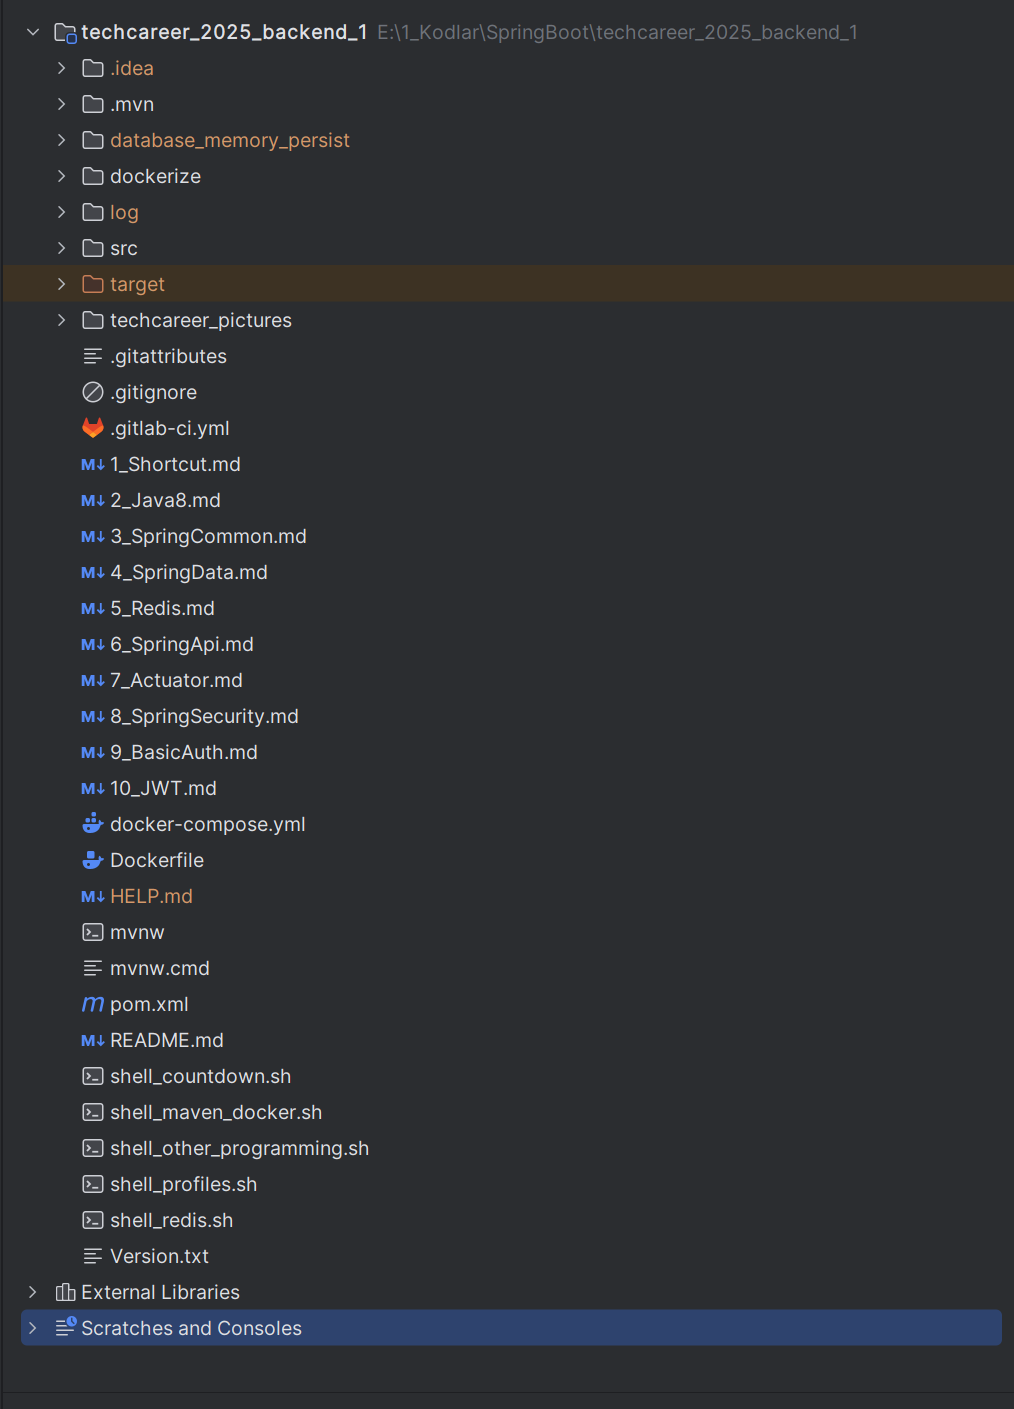 techcareer_2025_backend_1 E:\1_Kodlar\SpringBoot\techcareer_2025_backend_1
.idea
.mvn
database_memory_persist
dockerize
log
src
target
techcareer_pictures
.gitattributes
.gitignore
.gitlab-ci.yml
M↓ 1_Shortcut.md
M↓ 2_Java8.md
M↓ 3_SpringCommon.md
M↓ 4_SpringData.md
M↓ 5_Redis.md
M↓ 6_SpringApi.md
M↓ 7_Actuator.md
M↓ 8_SpringSecurity.md
M↓ 9_BasicAuth.md
M↓ 10_JWT.md
docker-compose.yml
Dockerfile
M↓ HELP.md
mvnw
mvnw.cmd
m pom.xml
M↓ README.md
shell_countdown.sh
shell_maven_docker.sh
shell_other_programming.sh
shell_profiles.sh
shell_redis.sh
Version.txt
External Libraries
Scratches and Consoles